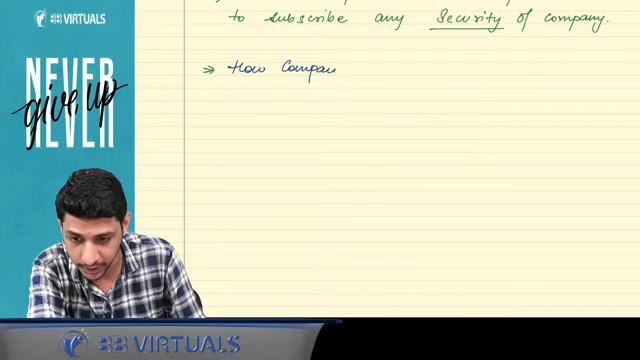 BB VIRTUALS
to subscribe any Security of company.
⇒ How Compan
NEVER
give up
NEVER
BB VIRTUALS